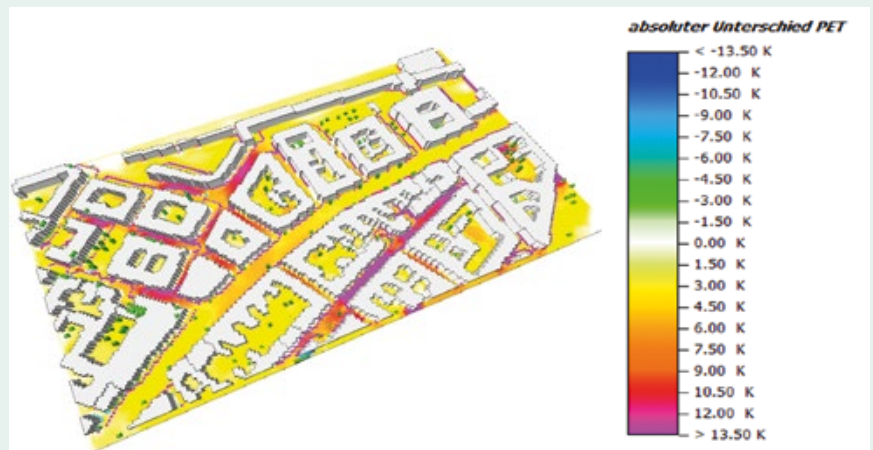 absoluter Unterschied PET
< -13.50 K
-12.00 K
-10.50 K
-9.00 K
-7.50 K
-6.00 K
-4.50 K
-3.00 K
-1.50 K
0.00 K
1.50 K
3.00 K
4.50 K
6.00 K
7.50 K
9.00 K
10.50 K
12.00 K
> 13.50 K